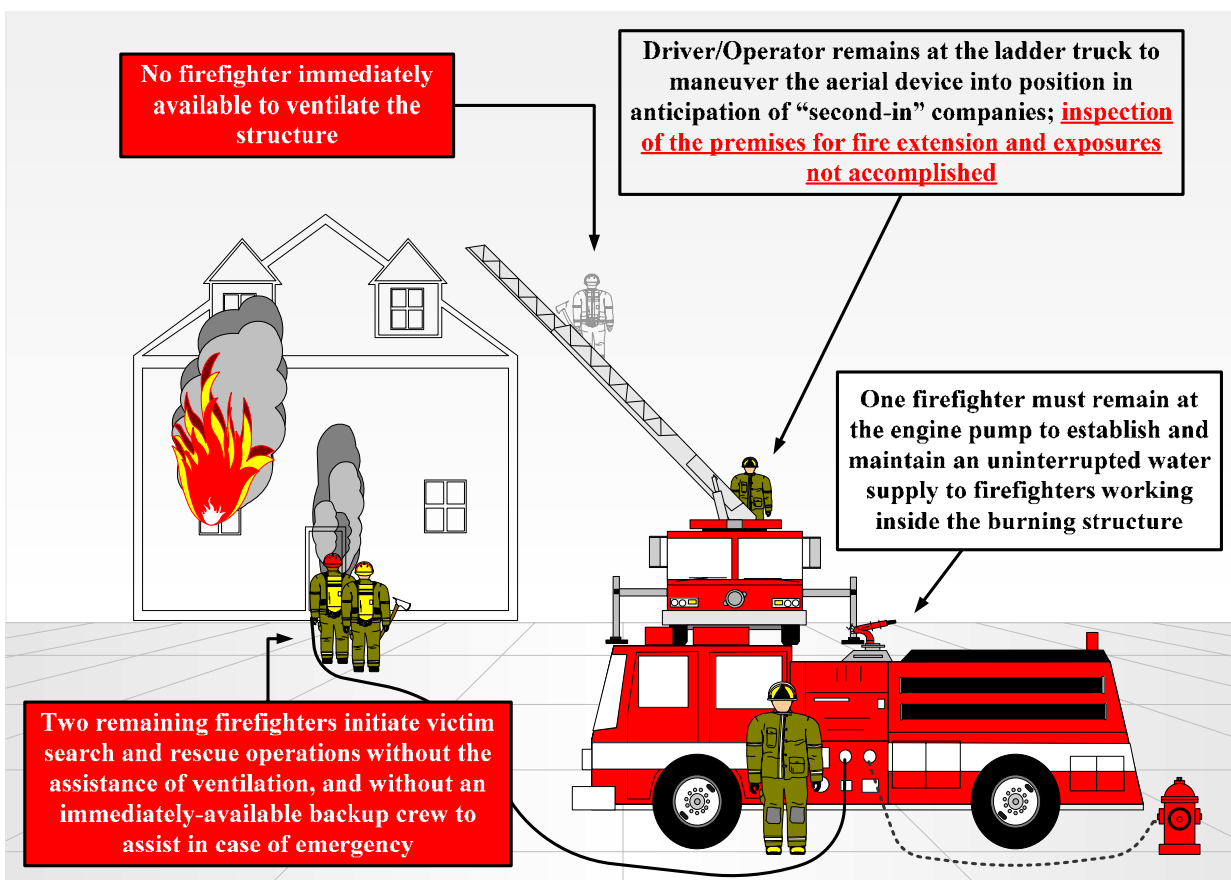 No firefighter immediately
available to ventilate the
structure
Driver/Operator remains at the ladder truck to
maneuver the aerial device into position in
anticipation of “second-in” companies; inspection
of the premises for fire extension and exposures
not accomplished
One firefighter must remain at
the engine pump to establish and
maintain an uninterrupted water
supply to firefighters working
inside the burning structure
Two remaining firefighters initiate victim
search and rescue operations without the
assistance of ventilation, and without an
immediately-available backup crew to
assist in case of emergency